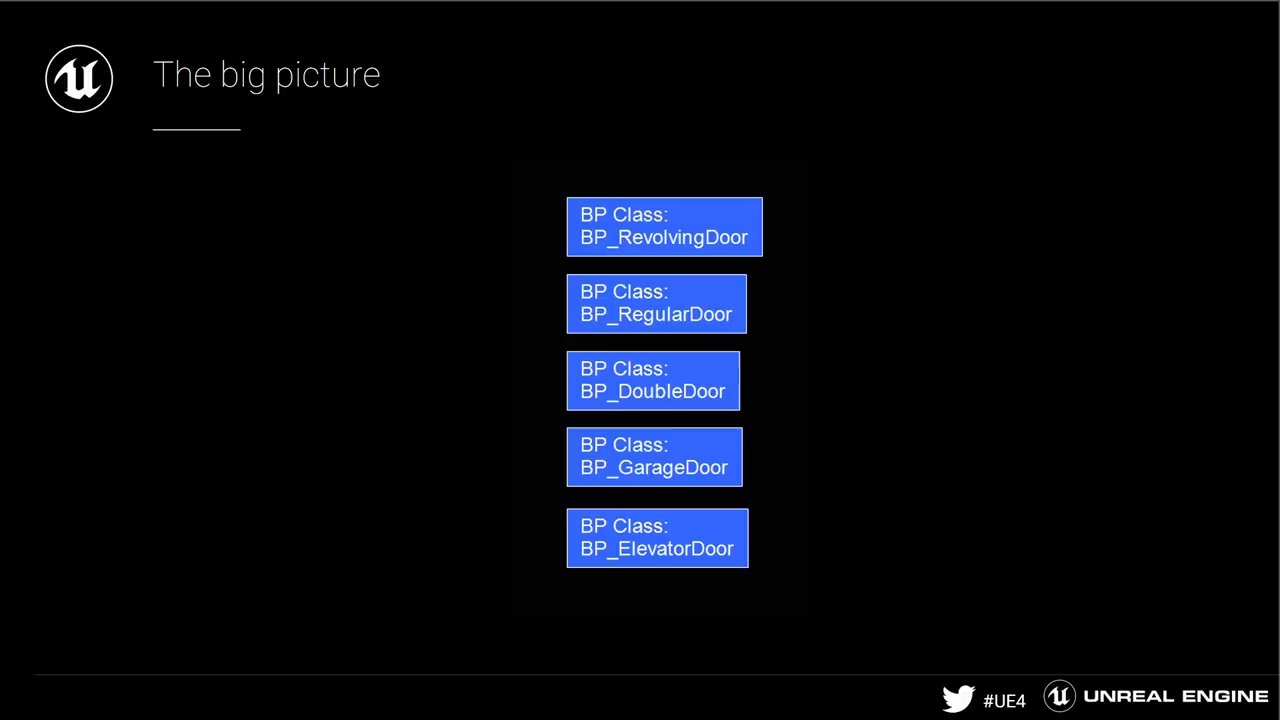 The big picture
BP Class:
BP_RevolvingDoor
BP Class:
BP_RegularDoor
BP Class:
BP_DoubleDoor
BP Class:
BP_GarageDoor
BP Class:
BP_ElevatorDoor
#UE4
UNREAL ENGINE